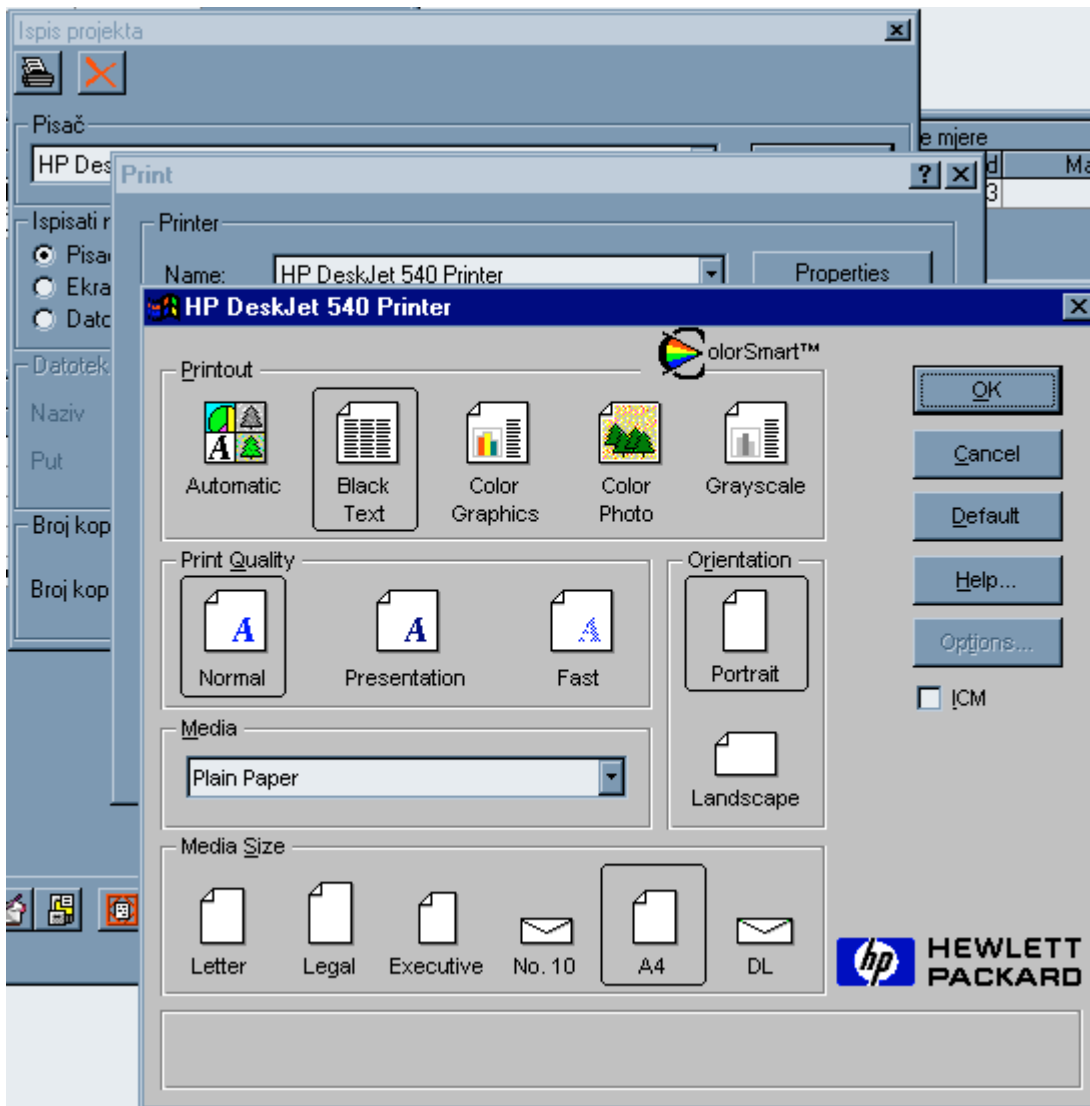 Ispis projekta
Pisač
HP Des
e mjere
d
Ma
3
Print
Printer
Name:
HP DeskJet 540 Printer
Properties
Ispisati r
Pisa
Ekra
Datc
Datotek
Naziv
Put
Broj kop
Broj kop
HP DeskJet 540 Printer
ColorSmart™
Printout
Automatic
Black
Text
Color
Graphics
Color
Photo
Grayscale
OK
Cancel
Default
Help...
Options...
ICM
Print Quality
Normal
Presentation
Fast
Orientation
Portrait
Landscape
Media
Plain Paper
Media Size
Letter
Legal
Executive
No. 10
A4
DL
hp
HEWLETT
PACKARD